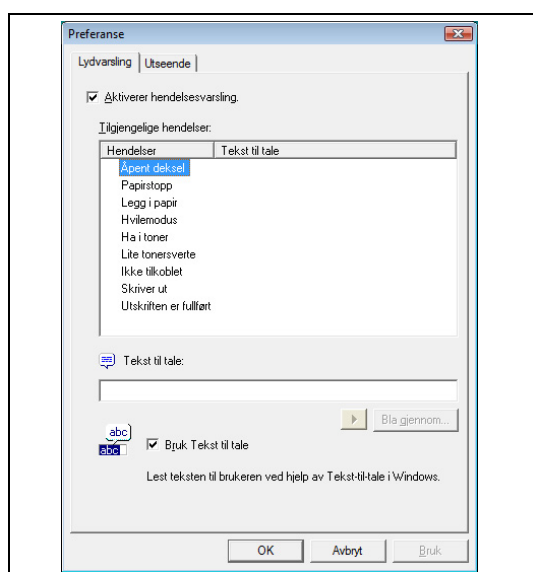 Preferanse
Lydvarsling Utseende
Aktiverer hendelsesvarsling.
Tilgjengelige hendelser:
Hendelser Tekst til tale
Åpent deksel
Papirstopp
Legg i papir
Hvilemodus
Ha i toner
Lite tonersverte
Ikke tilkoblet
Skriver ut
Utskriften er fullført
Tekst til tale:
Bla gjennom...
abc
abc
Bruk Tekst til tale
Lest teksten til brukeren ved hjelp av Tekst-til-tale i Windows.
OK Avbryt Bruk